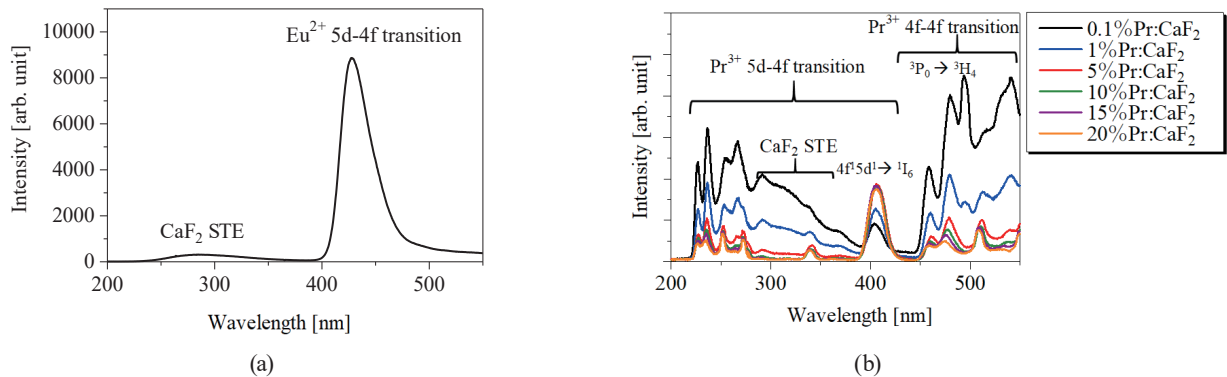 10000
8000
6000
4000
2000
0
Intensity [arb. unit]
Eu²⁺ 5d-4f transition
CaF₂ STE
200
300
400
500
Wavelength [nm]
(a)
Intensity [arb. unit]
Pr³⁺ 4f-4f transition
³P₀ → ³H₄
Pr³⁺ 5d-4f transition
CaF₂ STE
4f¹5d¹→ ¹I₆
200
300
400
500
Wavelength [nm]
(b)
0.1%Pr:CaF₂
1%Pr:CaF₂
5%Pr:CaF₂
10%Pr:CaF₂
15%Pr:CaF₂
20%Pr:CaF₂